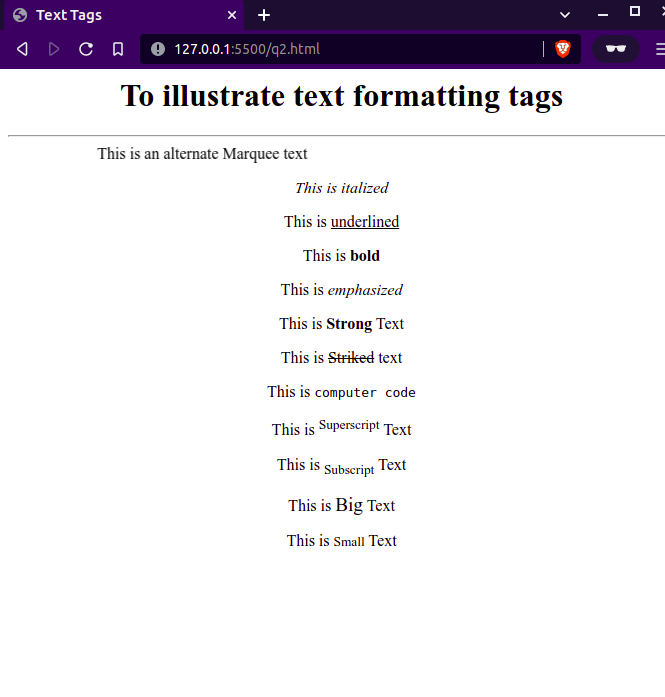 Text Tags
127.0.0.1:5500/q2.html
To illustrate text formatting tags
This is an alternate Marquee text
This is italized
This is underlined
This is bold
This is emphasized
This is Strong Text
This is Striked text
This is computer code
This is Superscript Text
This is Subscript Text
This is Big Text
This is Small Text